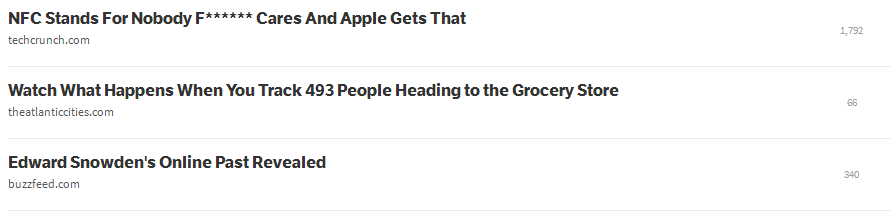 NFC Stands For Nobody F****** Cares And Apple Gets That
techcrunch.com
1,792
Watch What Happens When You Track 493 People Heading to the Grocery Store
theatlanticcities.com
66
Edward Snowden's Online Past Revealed
buzzfeed.com
340